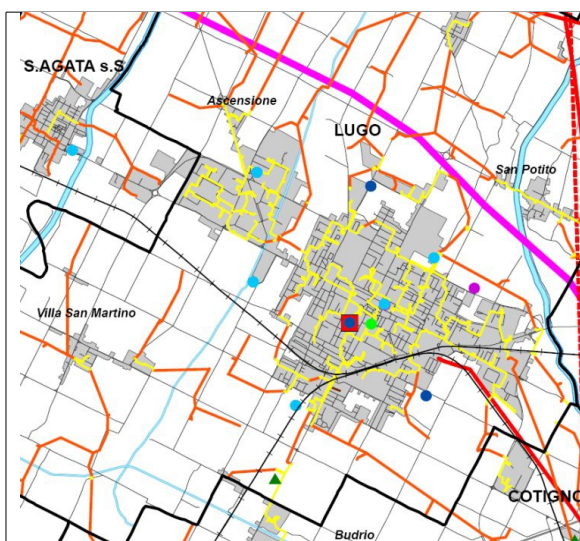 S.AGATA s.S
Ascensione
LUGO
San Potito
Villa San Martino
COTIGNO
Budrio